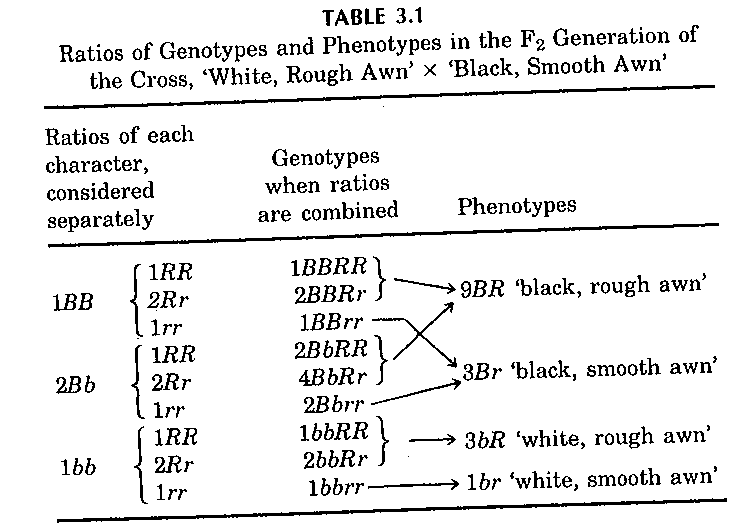 TABLE 3.1
Ratios of Genotypes and Phenotypes in the F₂ Generation of
the Cross, ‘White, Rough Awn’ × ‘Black, Smooth Awn’
Ratios of each
character,
considered
separately
Genotypes
when ratios
are combined
Phenotypes
1BB
1RR
2Rr
1rr
1BBRR
2BBRr
1BBrr
9BR ‘black, rough awn’
2Bb
1RR
2Rr
1rr
2BbRR
4BbRr
2Bbrr
3Br ‘black, smooth awn’
1bb
1RR
2Rr
1rr
1bbRR
2bbRr
1bbrr
3bR ‘white, rough awn’
1br ‘white, smooth awn’